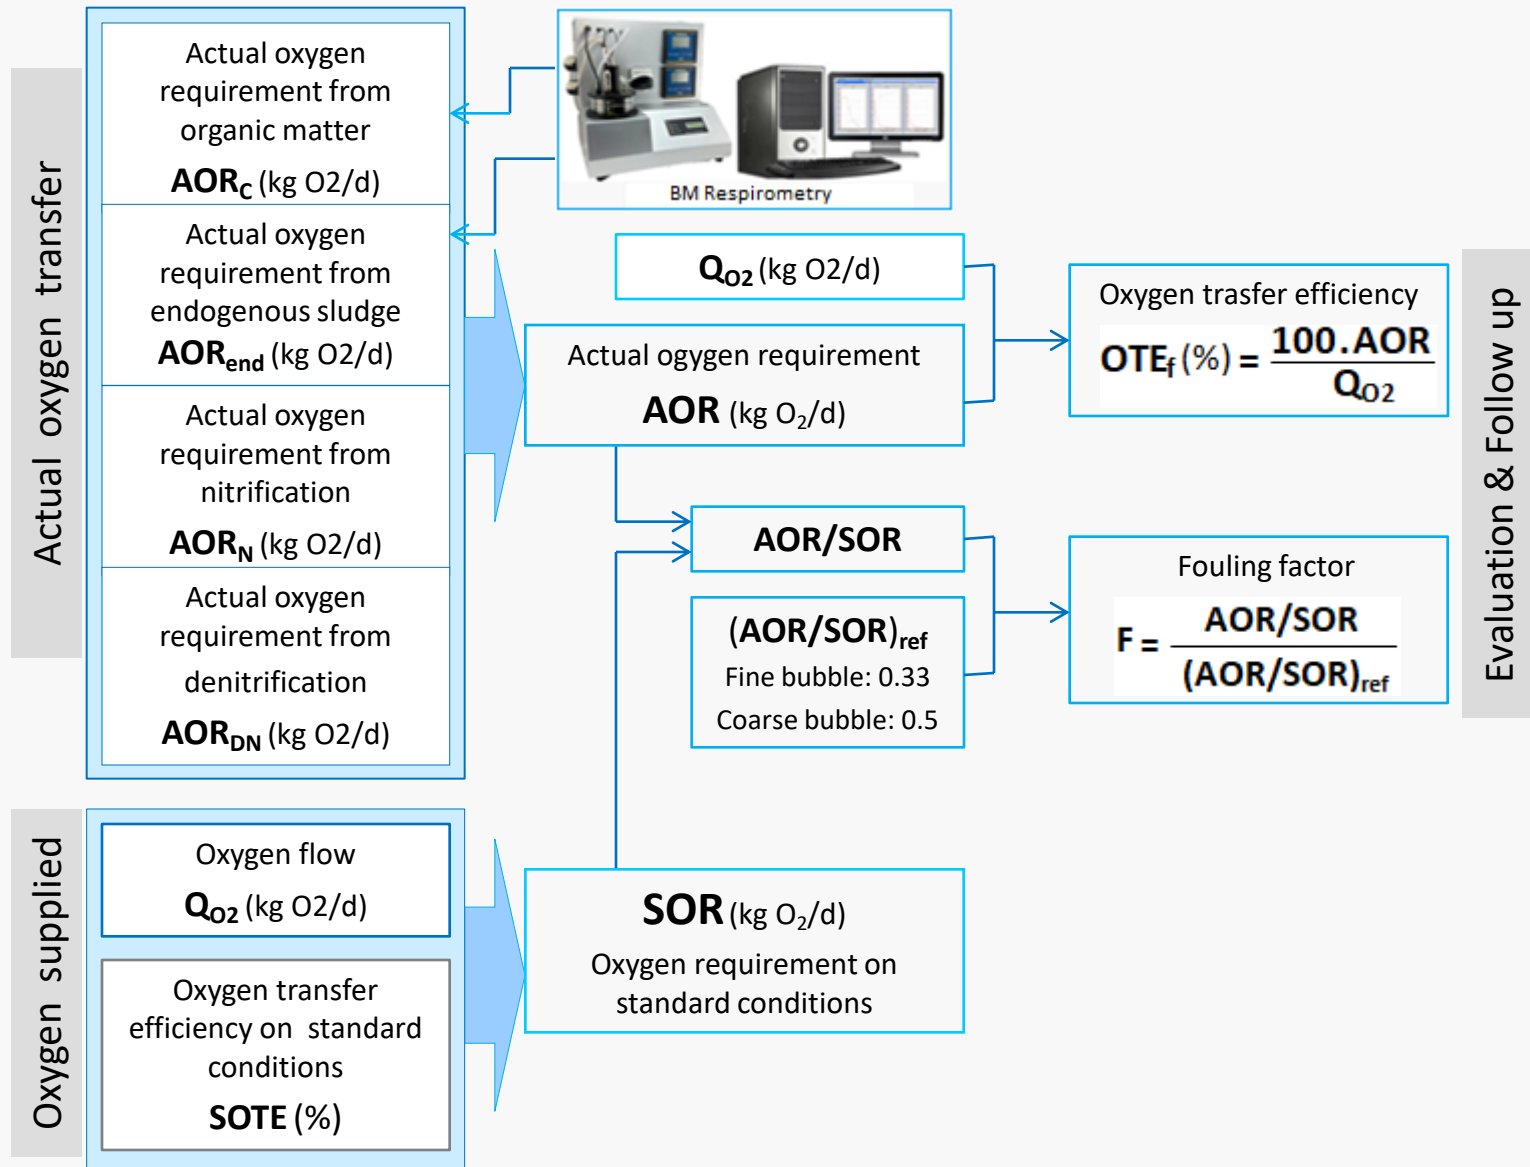 Actual oxygen transfer
Actual oxygen
requirement from
organic matter
AORC (kg O2/d)
Actual oxygen
requirement from
endogenous sludge
AORend (kg O2/d)
Actual oxygen
requirement from
nitrification
AORN (kg O2/d)
Actual oxygen
requirement from
denitrification
AORDN (kg O2/d)
BM Respirometry
QO2 (kg O2/d)
Actual ogygen requirement
AOR (kg O2/d)
Oxygen trasfer efficiency
OTEf (%) = 100.AOR
QO2
AOR/SOR
(AOR/SOR)ref
Fine bubble: 0.33
Coarse bubble: 0.5
Fouling factor
F = AOR/SOR
(AOR/SOR)ref
Evaluation & Follow up
Oxygen supplied
Oxygen flow
QO2 (kg O2/d)
Oxygen transfer
efficiency on standard
conditions
SOTE (%)
SOR (kg O2/d)
Oxygen requirement on
standard conditions